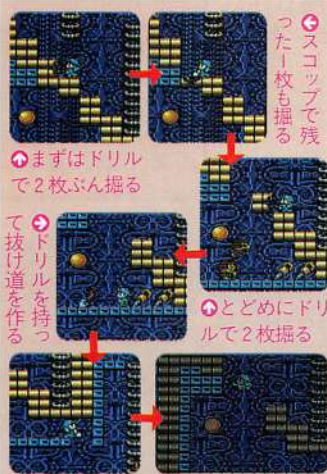 ⬆まずはドリル
で2枚ぶん掘る
⬅スコップで残
った1枚も掘る
⬆とどめにドリ
ルで2枚掘る
➡ドリルを持っ
て抜け道を作る